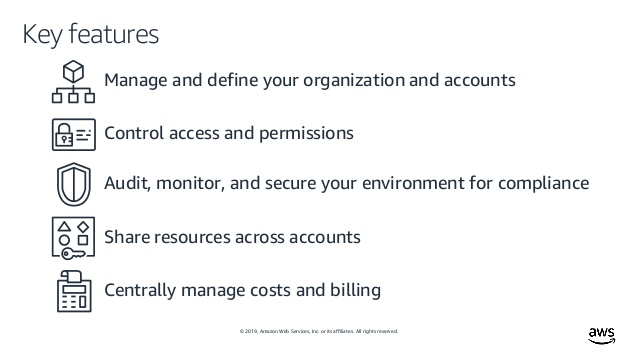 Key features
Manage and define your organization and accounts
Control access and permissions
Audit, monitor, and secure your environment for compliance
Share resources across accounts
Centrally manage costs and billing
© 2019, Amazon Web Services, Inc. or its affiliates. All rights reserved.
aws